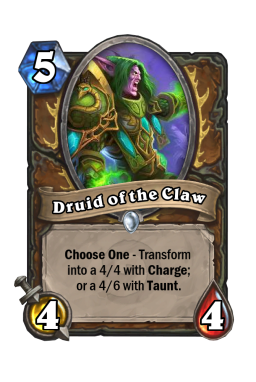 5
Druid of the Claw
Choose One - Transform
into a 4/4 with Charge;
or a 4/6 with Taunt.
4
4